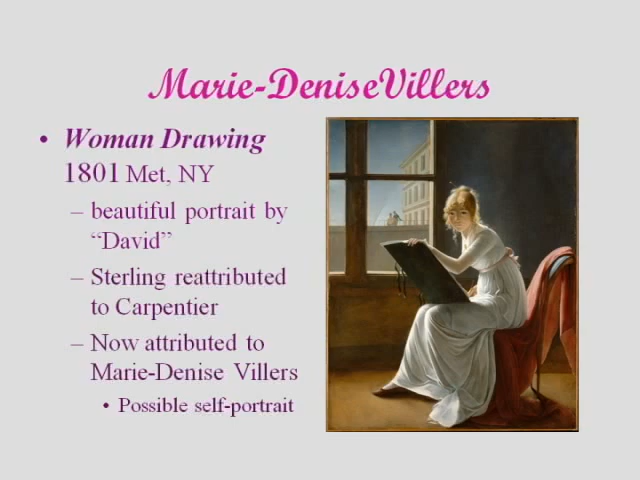 Marie-DeniseVillers
• Woman Drawing
1801 Met, NY
– beautiful portrait by
“David”
– Sterling reattributed
to Carpentier
– Now attributed to
Marie-Denise Villers
• Possible self-portrait